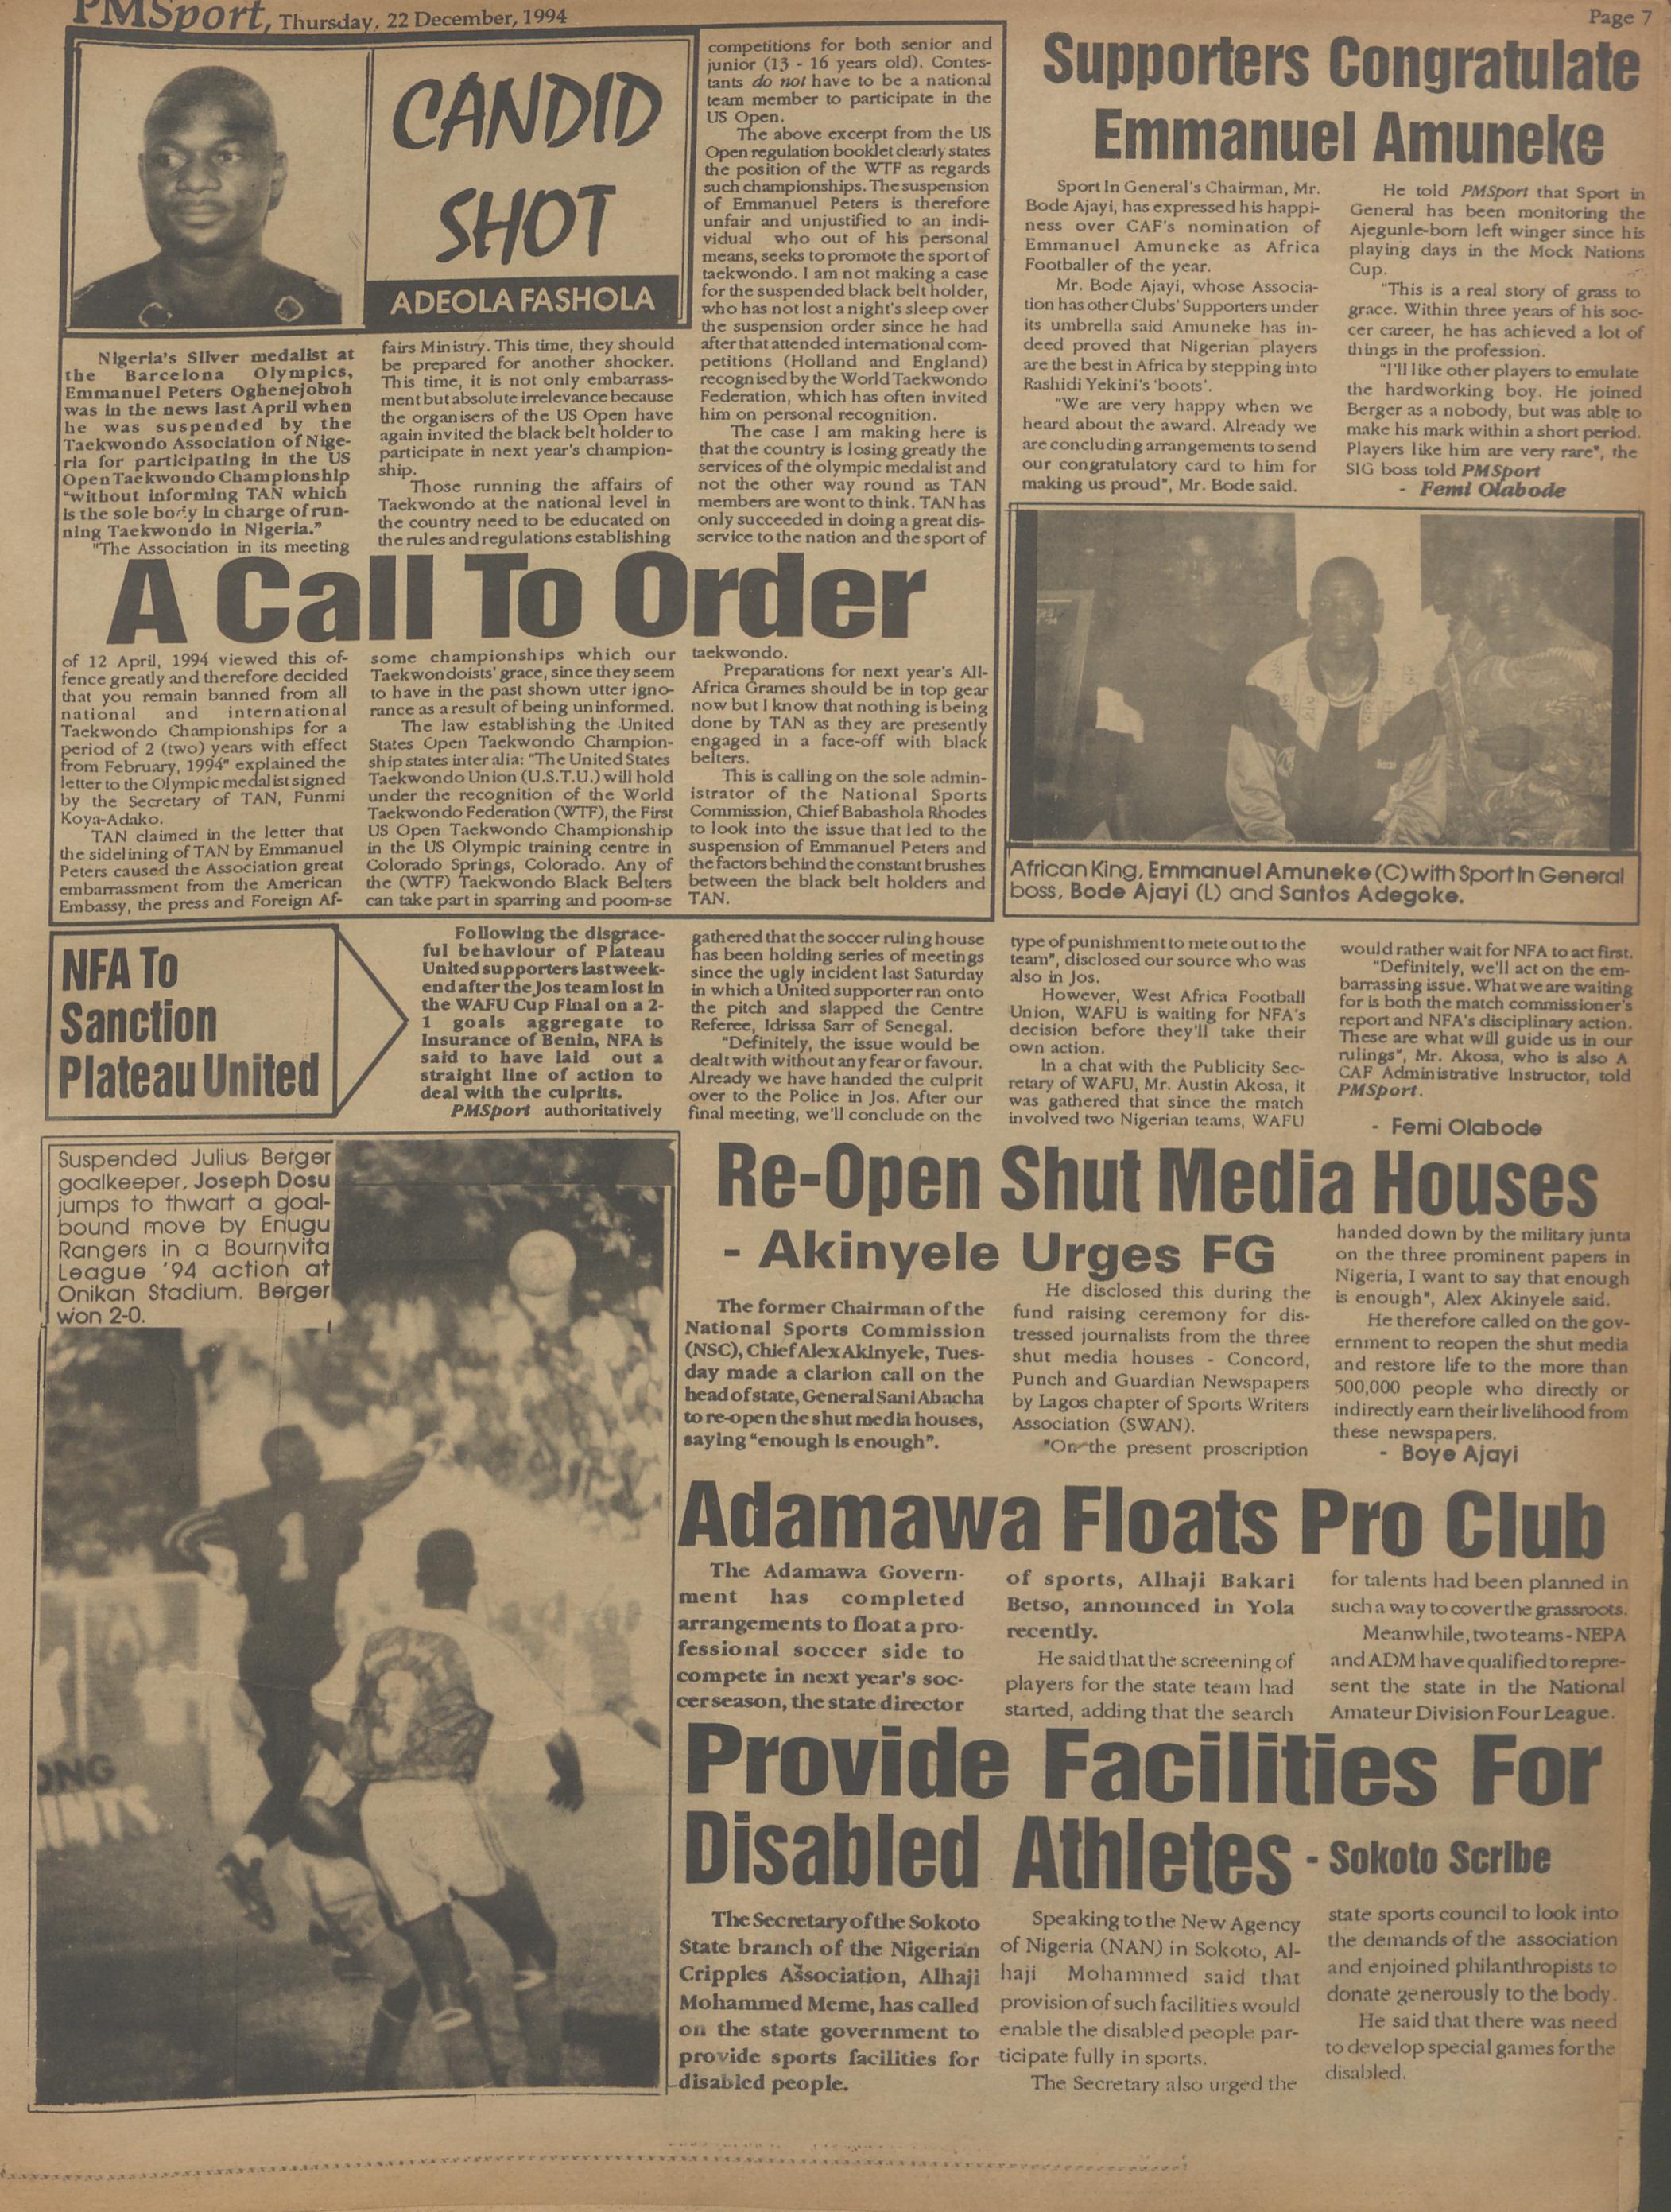 PMSport, Thursday, 22 December, 1994
Page 7
CANDID
SHOT
ADEOLA FASHOLA
Nigeria's Silver medalist at
the Barcelona Olympics,
Emmanuel Peters Oghenejoboh
was in the news last April when
he was suspended by the
Taekwondo Association of Nige-
ria for participating in the US
Open Taekwondo Championship
"without informing TAN which
is the sole body in charge of run-
ning Taekwondo in Nigeria."
"The Association in its meeting
A Call To Order
of 12 April, 1994 viewed this of-
fence greatly and therefore decided
that you remain banned from all
national and international
Taekwondo Championships for a
period of 2 (two) years with effect
from February, 1994" explained the
letter to the Olympic medalist signed
by the Secretary of TAN, Funmi
Koya-Adako.
TAN claimed in the letter that
the sidelining of TAN by Emmanuel
Peters caused the Association great
embarrassment from the American
Embassy, the press and Foreign Af-
fairs Ministry. This time, they should
be prepared for another shocker.
This time, it is not only embarrass-
ment but absolute irrelevance because
the organisers of the US Open have
again invited the black belt holder to
participate in next year's champion-
ship.
Those running the affairs of
Taekwondo at the national level in
the country need to be educated on
the rules and regulations establishing
some championships which our
Taekwondoists' grace, since they seem
to have in the past shown utter igno-
rance as a result of being uninformed.
The law establishing the United
States Open Taekwondo Champion-
ship states inter alia: "The United States
Taekwondo Union (U.S.T.U.) will hold
under the recognition of the World
Taekwondo Federation (WTF), the First
US Open Taekwondo Championship
in the US Olympic training centre in
Colorado Springs, Colorado. Any of
the (WTF) Taekwondo Black Belters
can take part in sparring and poom-se
competitions for both senior and
junior (13 - 16 years old). Contes-
tants do not have to be a national
team member to participate in the
US Open.
The above excerpt from the US
Open regulation booklet clearly states
the position of the WTF as regards
such championships. The suspension
of Emmanuel Peters is therefore
unfair and unjustified to an indi-
vidual who out of his personal
means, seeks to promote the sport of
taekwondo. I am not making a case
for the suspended black belt holder,
who has not lost a night's sleep over
the suspension order since he had
after that attended international com-
petitions (Holland and England)
recognised by the World Taekwondo
Federation, which has often invited
him on personal recognition.
The case I am making here is
that the country is losing greatly the
services of the olympic medalist and
not the other way round as TAN
members are wont to think. TAN has
only succeeded in doing a great dis-
service to the nation and the sport of
taekwondo.
Preparations for next year's All-
Africa Grames should be in top gear
now but I know that nothing is being
done by TAN as they are presently
engaged in a face-off with black
belters.
This is calling on the sole admin-
istrator of the National Sports
Commission, Chief Babashola Rhodes
to look into the issue that led to the
suspension of Emmanuel Peters and
the factors behind the constant brushes
between the black belt holders and
TAN.
Supporters Congratulate
Emmanuel Amuneke
Sport In General's Chairman, Mr.
Bode Ajayi, has expressed his happi-
ness over CAF's nomination of
Emmanuel Amuneke as Africa
Footballer of the year.
Mr. Bode Ajayi, whose Associa-
tion has other Clubs' Supporters under
its umbrella said Amuneke has in-
deed proved that Nigerian players
are the best in Africa by stepping into
Rashidi Yekini's 'boots'.
"We are very happy when we
heard about the award. Already we
are concluding arrangements to send
our congratulatory card to him for
making us proud", Mr. Bode said.
He told PMSport that Sport in
General has been monitoring the
Ajegunle-born left winger since his
playing days in the Mock Nations
Cup.
"This is a real story of grass to
grace. Within three years of his soc-
cer career, he has achieved a lot of
things in the profession.
"I'll like other players to emulate
the hardworking boy. He joined
Berger as a nobody, but was able to
make his mark within a short period.
Players like him are very rare", the
SIG boss told PMSport
- Femi Olabode
African King, Emmanuel Amuneke (C) with Sport In General
boss, Bode Ajayi (L) and Santos Adegoke.
NFA To
Sanction
Plateau United
Following the disgrace-
ful behaviour of Plateau
United supporters last week-
end after the Jos team lost in
the WAFU Cup Final on a 2-
1 goals aggregate to
Insurance of Benin, NFA is
said to have laid out a
straight line of action to
deal with the culprits.
PMSport authoritatively
gathered that the soccer ruling house
has been holding series of meetings
since the ugly incident last Saturday
in which a United supporter ran onto
the pitch and slapped the Centre
Referee, Idrissa Sarr of Senegal.
"Definitely, the issue would be
dealt with without any fear or favour.
Already we have handed the culprit
over to the Police in Jos. After our
final meeting, we'll conclude on the
type of punishment to mete out to the
team", disclosed our source who was
also in Jos.
However, West Africa Football
Union, WAFU is waiting for NFA's
decision before they'll take their
own action.
In a chat with the Publicity Sec-
retary of WAFU, Mr. Austin Akosa, it
was gathered that since the match
involved two Nigerian teams, WAFU
would rather wait for NFA to act first.
"Definitely, we'll act on the em-
barrassing issue. What we are waiting
for is both the match commissioner's
report and NFA's disciplinary action.
These are what will guide us in our
rulings", Mr. Akosa, who is also A
CAF Administrative Instructor, told
PMSport.
- Femi Olabode
Suspended Julius Berger
goalkeeper, Joseph Dosu
jumps to thwart a goal-
bound move by Enugu
Rangers in a Bournvita
League '94 action at
Onikan Stadium. Berger
won 2-0.
1
Re-Open Shut Media Houses
- Akinyele Urges FG
The former Chairman of the
National Sports Commission
(NSC), Chief Alex Akinyele, Tues-
day made a clarion call on the
head of state, General Sani Abacha
to re-open the shut media houses,
saying "enough is enough".
He disclosed this during the
fund raising ceremony for dis-
tressed journalists from the three
shut media houses - Concord,
Punch and Guardian Newspapers
by Lagos chapter of Sports Writers
Association (SWAN).
"On the present proscription
handed down by the military junta
on the three prominent papers in
Nigeria, I want to say that enough
is enough", Alex Akinyele said.
He therefore called on the gov-
ernment to reopen the shut media
and restore life to the more than
500,000 people who directly or
indirectly earn their livelihood from
these newspapers.
- Boye Ajayi
Adamawa Floats Pro Club
The Adamawa Govern-
ment has completed
arrangements to float a pro-
fessional soccer side to
compete in next year's soc-
cer season, the state director
of sports, Alhaji Bakari
Betso, announced in Yola
recently.
He said that the screening of
players for the state team had
started, adding that the search
for talents had been planned in
such a way to cover the grassroots.
Meanwhile, two teams - NEPA
and ADM have qualified to repre-
sent the state in the National
Amateur Division Four League.
Provide Facilities For
Disabled Athletes - Sokoto Scribe
The Secretary of the Sokoto
State branch of the Nigerian
Cripples Association, Alhaji
Mohammed Meme, has called
on the state government to
provide sports facilities for
disabled people.
Speaking to the New Agency
of Nigeria (NAN) in Sokoto, Al-
haji Mohammed said that
provision of such facilities would
enable the disabled people par-
ticipate fully in sports.
The Secretary also urged the
state sports council to look into
the demands of the association
and enjoined philanthropists to
donate generously to the body.
He said that there was need
to develop special games for the
disabled.